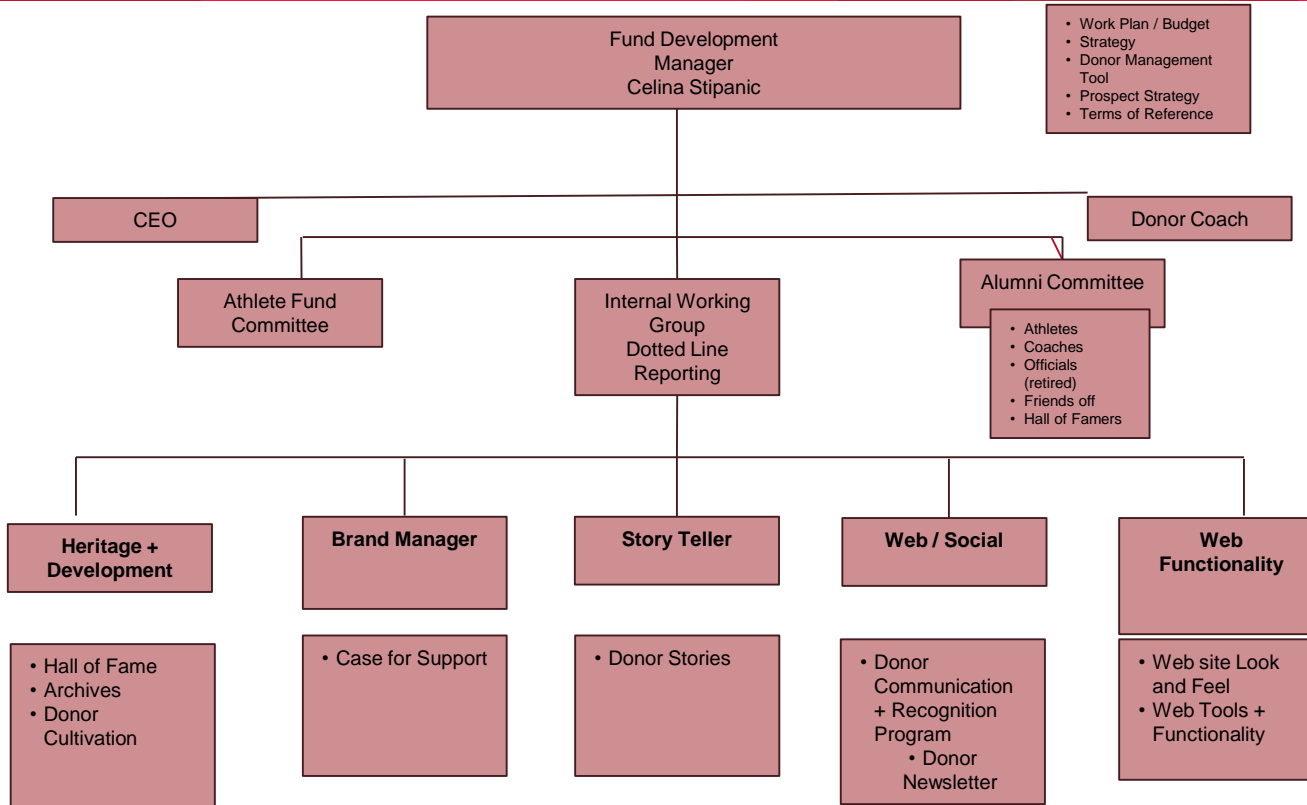 Fund Development
Manager
Celina Stipanic
• Work Plan / Budget
• Strategy
• Donor Management
Tool
• Prospect Strategy
• Terms of Reference
CEO
Donor Coach
Athlete Fund
Committee
Internal Working
Group
Dotted Line
Reporting
Alumni Committee
• Athletes
• Coaches
• Officials
(retired)
• Friends off
• Hall of Famers
Heritage +
Development
Brand Manager
Story Teller
Web / Social
Web
Functionality
• Hall of Fame
• Archives
• Donor
Cultivation
• Case for Support
• Donor Stories
• Donor
Communication
+ Recognition
Program
• Donor
Newsletter
• Web site Look
and Feel
• Web Tools +
Functionality